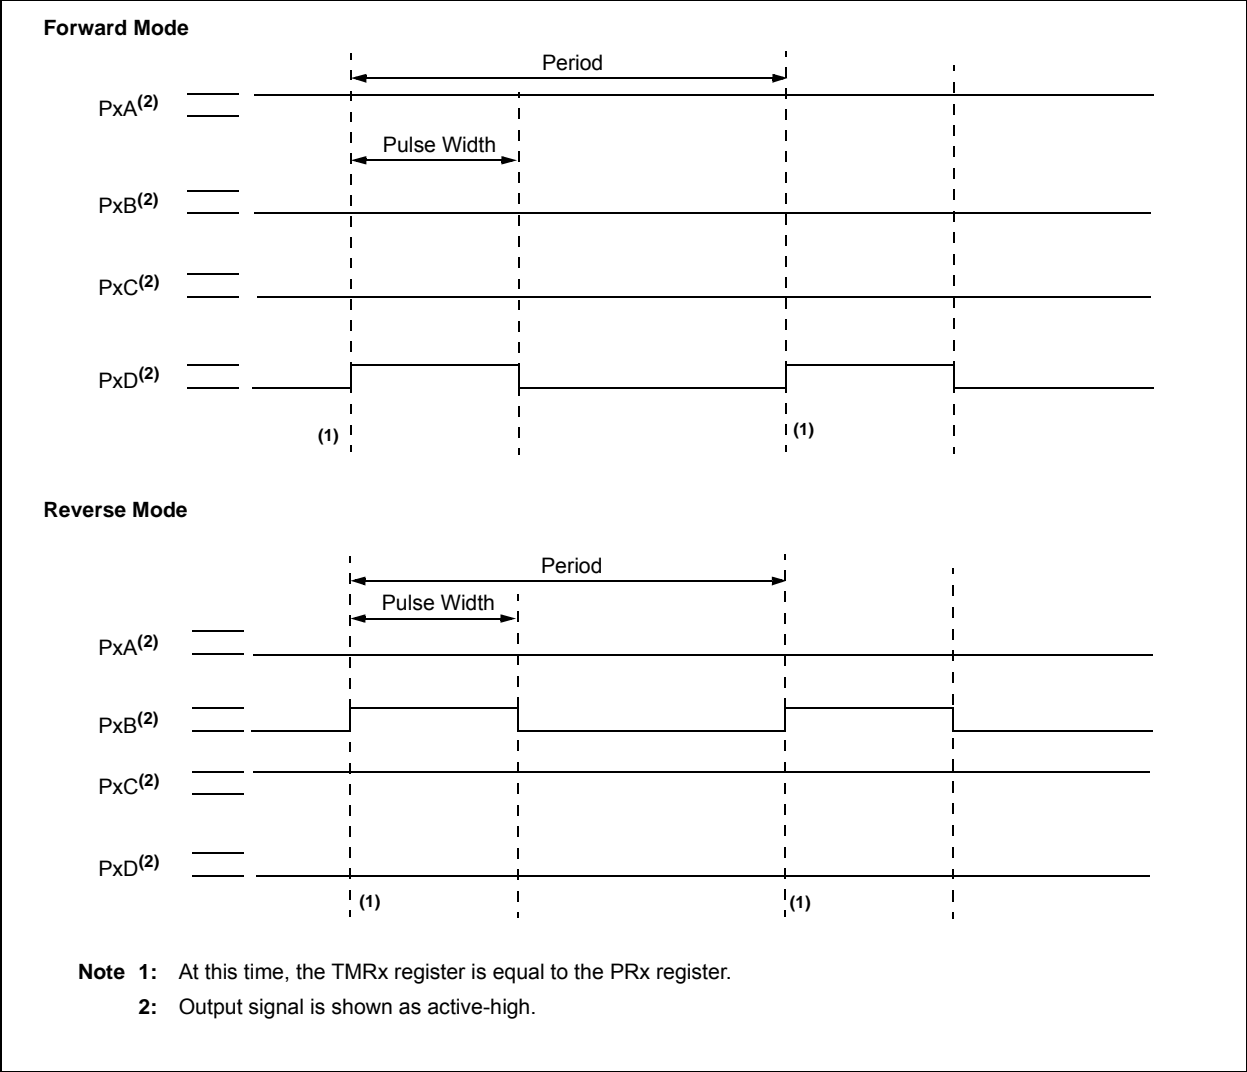 Forward Mode
Period
PxA(2)
Pulse Width
PxB(2)
PxC(2)
PxD(2)
(1) (1)
Reverse Mode
Period
Pulse Width
PxA(2)
PxB(2)
PxC(2)
PxD(2)
(1) (1)
Note 1: At this time, the TMRx register is equal to the PRx register.
2: Output signal is shown as active-high.